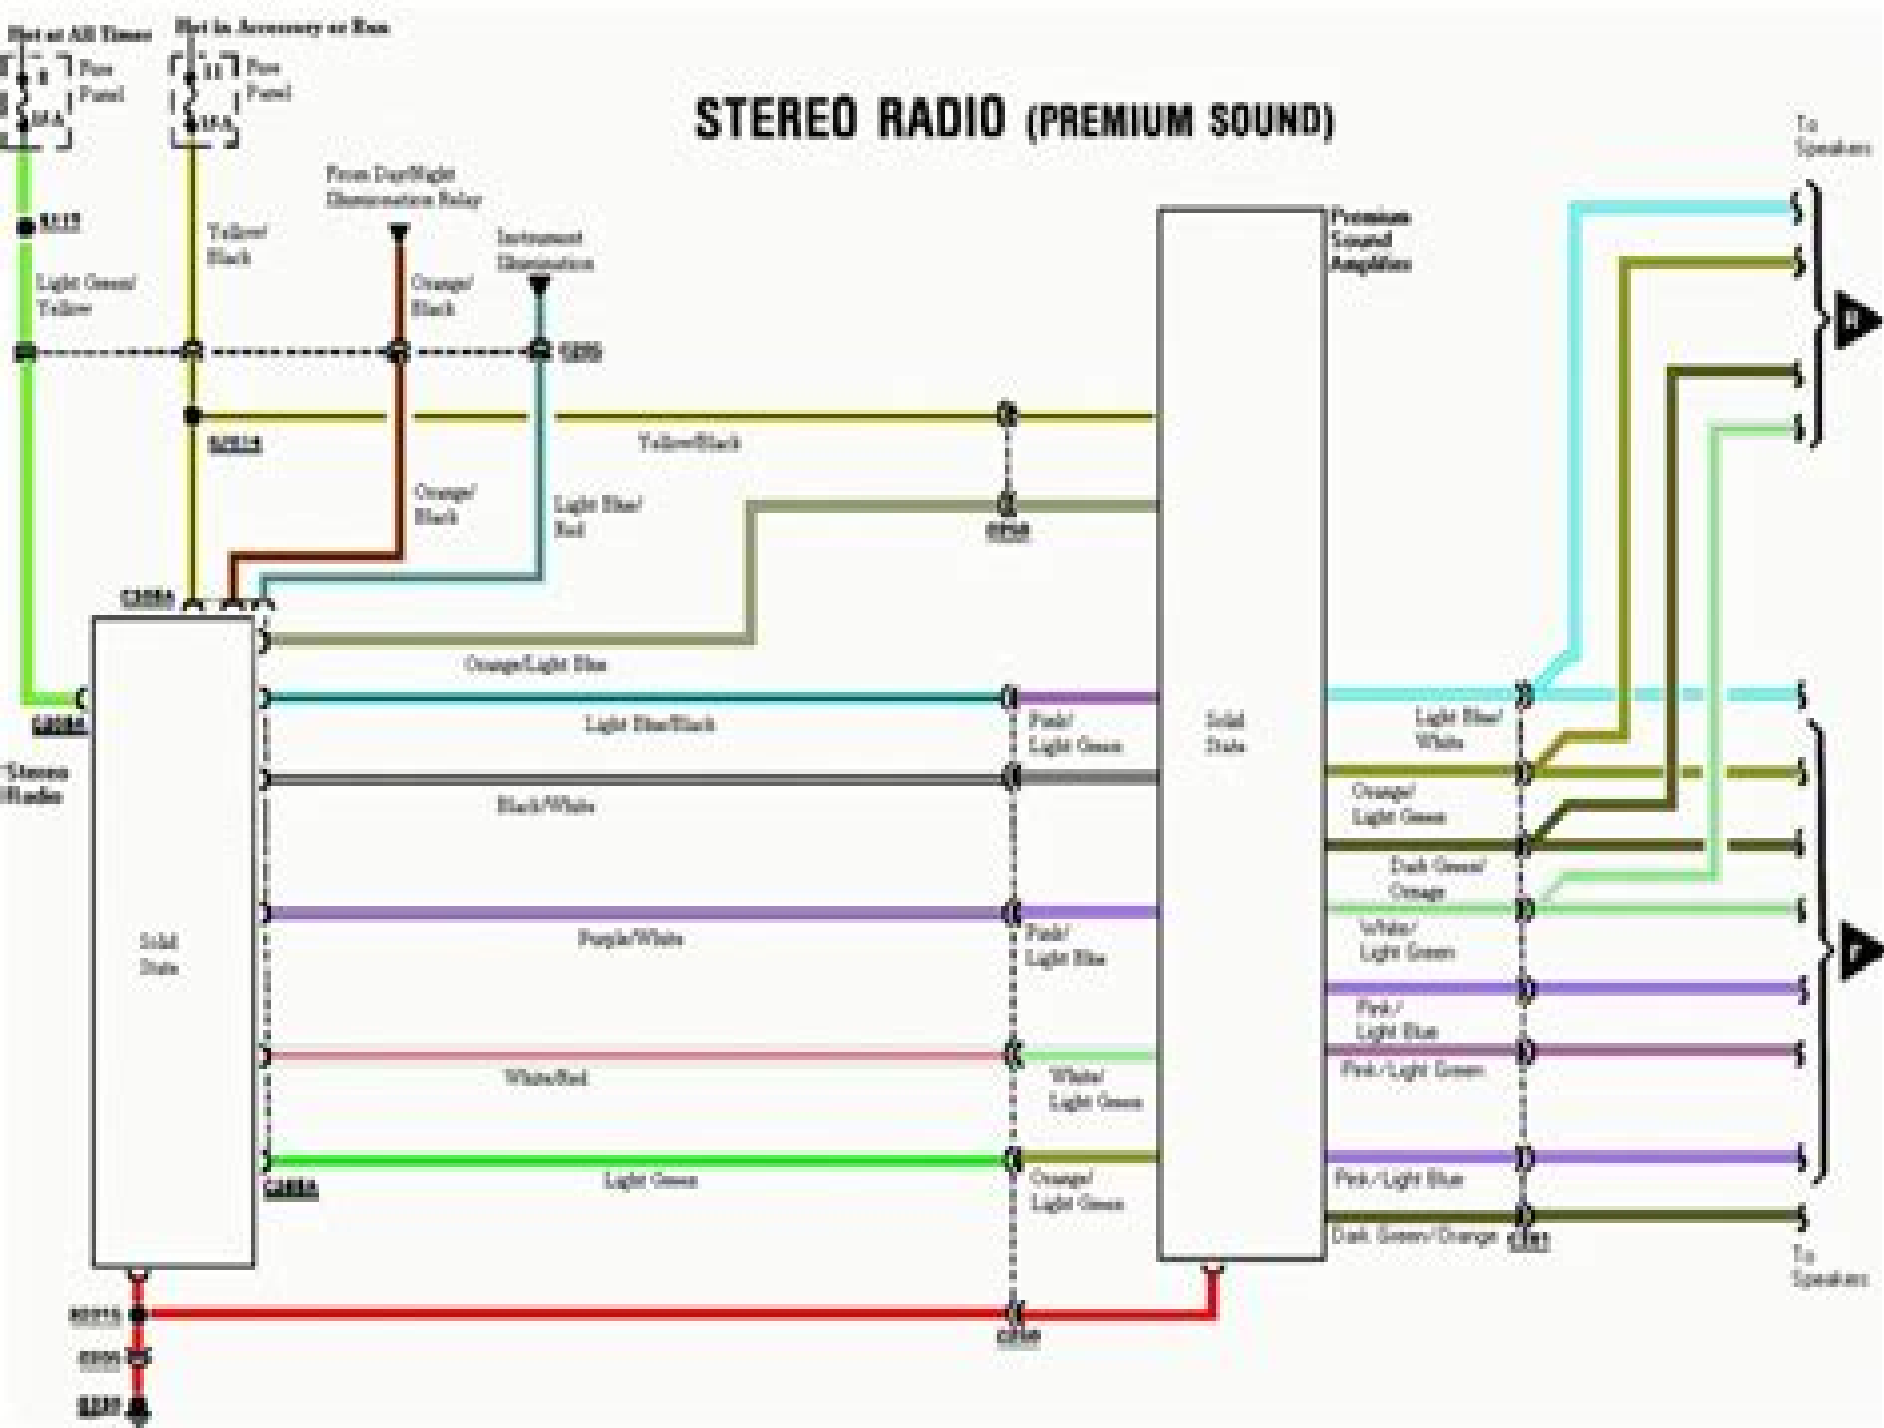 Hot at All Times
Hot in Accessory or Run
8
Fuse
Panel
15A
11
Fuse
Panel
15A
STEREO RADIO (PREMIUM SOUND)
To
Speakers
From Day/Night
Illumination Relay
Instrument
Illumination
Yellow/
Black
Light Green/
Yellow
Orange/
Black
Premium
Sound
Amplifier
Yellow/Black
Orange/
Black
Light Blue/
Red
Orange/Light Blue
Light Blue/Black
Pink/
Light Green
Solid
State
Light Blue/
White
Stereo
Radio
Black/White
Orange/
Light Green
Dark Green/
Orange
Solid
State
Purple/White
Pink/
Light Blue
White/
Light Green
Pink/
Light Blue
White/Red
White/
Light Green
Pink/Light Green
Light Green
Orange/
Light Green
Pink/Light Blue
Dark Green/Orange
To
Speakers